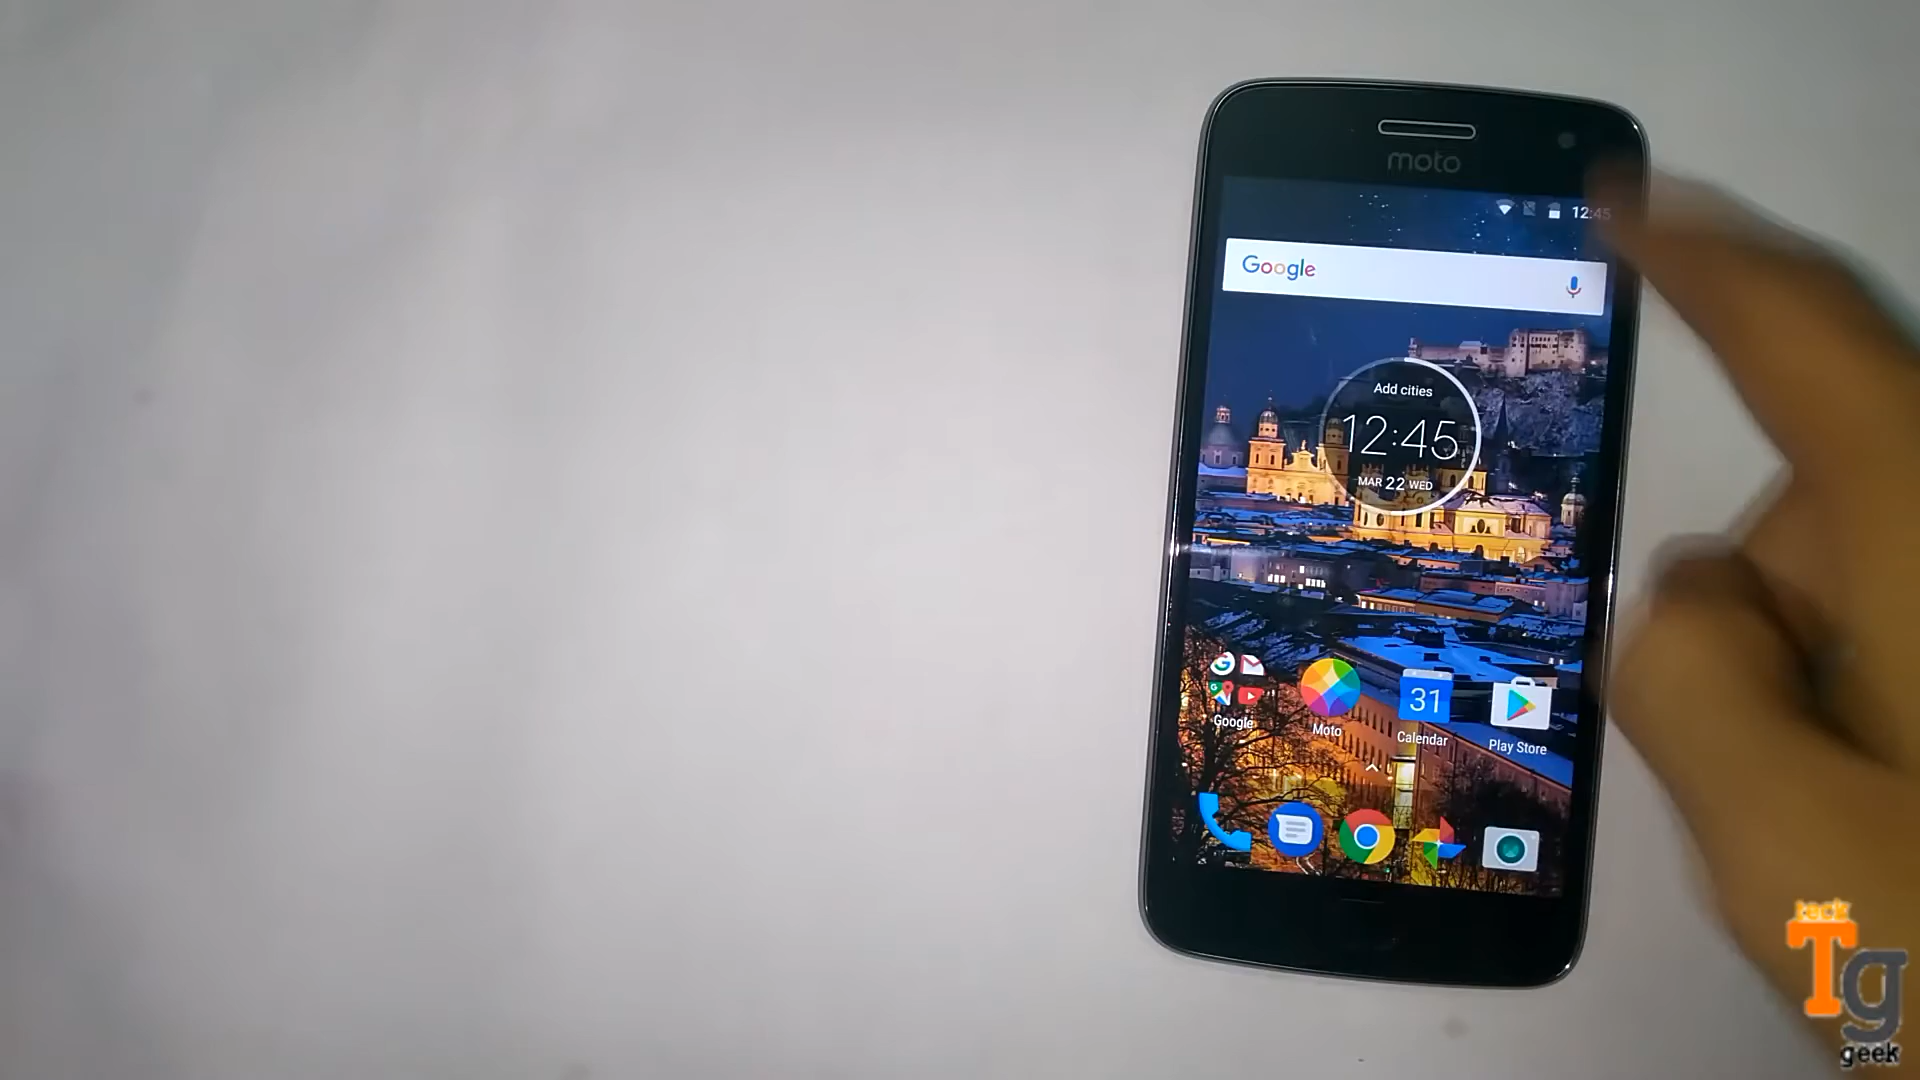 moto
12:45
Google
Add cities
12:45
MAR 22 WED
31
Google
Moto
Calendar
Play Store
teck
Tg
geek